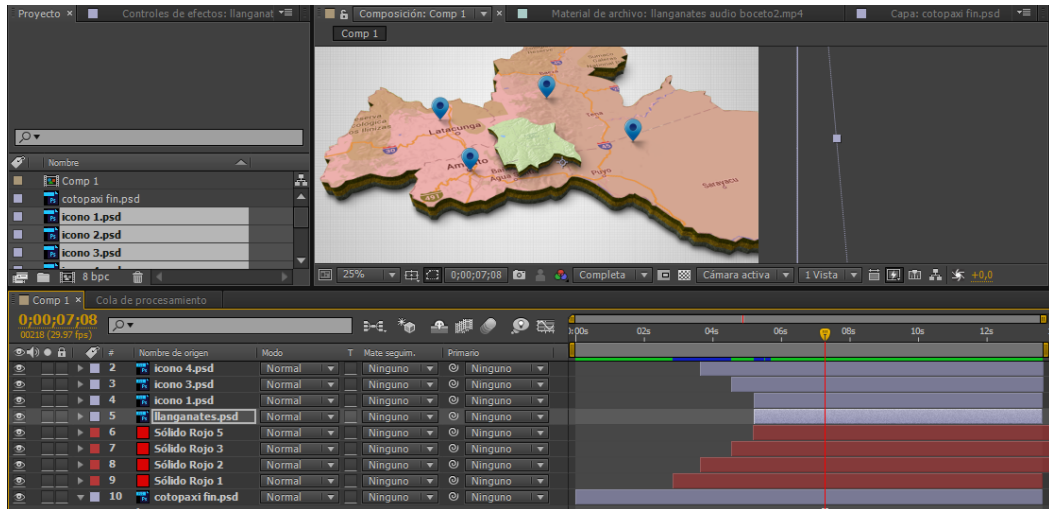 Proyecto × Controles de efectos: llanganat
Composición: Comp 1 × Material de archivo: llanganates audio boceto2.mp4 Capa: cotopaxi fin.psd
Comp 1
Latacunga
Tena
Puyo
Sarayacu
491
Nombre
Comp 1
cotopaxi fin.psd
icono 1.psd
icono 2.psd
icono 3.psd
8 bpc
25% 0;00;07;08 Completa Cámara activa 1 Vista +0,0
Comp 1 × Cola de procesamiento
0;00;07;08
00218 (29.97 fps)
:00s 02s 04s 06s 08s 10s 12s
# Nombre de origen Modo T Mate seguim. Primario
2 icono 4.psd Normal Ninguno Ninguno
3 icono 3.psd Normal Ninguno Ninguno
4 icono 1.psd Normal Ninguno Ninguno
5 llanganates.psd Normal Ninguno Ninguno
6 Sólido Rojo 5 Normal Ninguno Ninguno
7 Sólido Rojo 3 Normal Ninguno Ninguno
8 Sólido Rojo 2 Normal Ninguno Ninguno
9 Sólido Rojo 1 Normal Ninguno Ninguno
10 cotopaxi fin.psd Normal Ninguno Ninguno